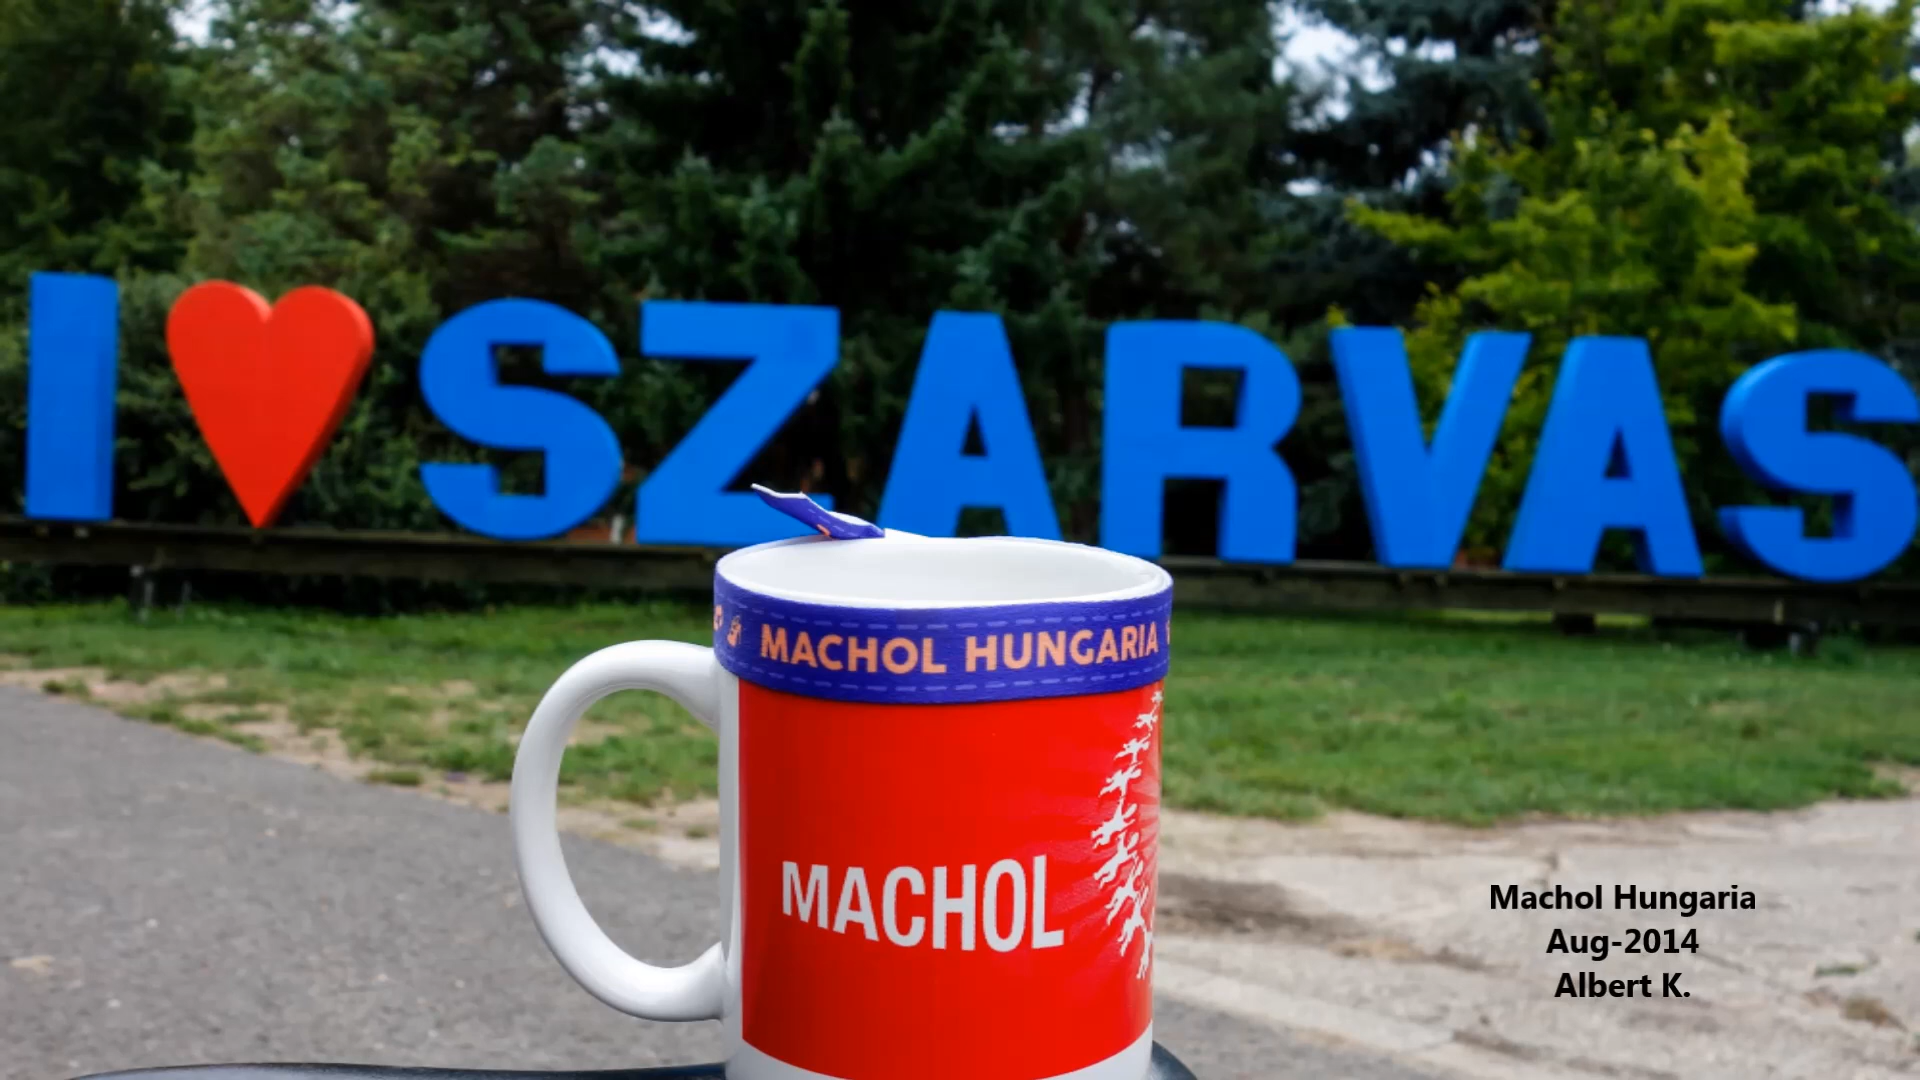 I ♥ SZARVAS
MACHOL HUNGARIA
MACHOL
Machol Hungaria
Aug-2014
Albert K.